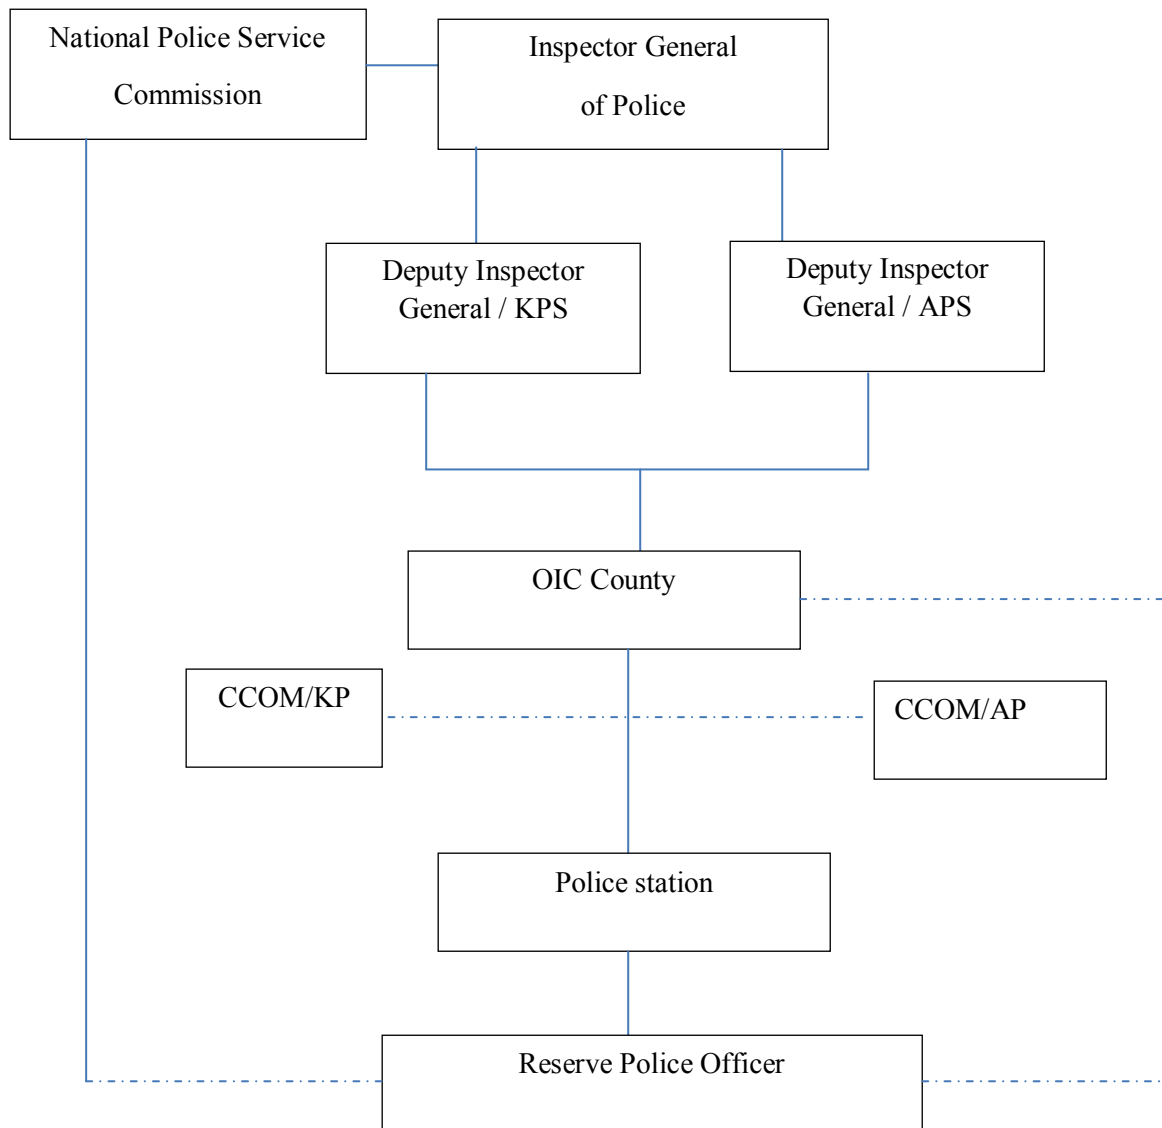 National Police Service
Commission
Inspector General
of Police
Deputy Inspector
General / KPS
Deputy Inspector
General / APS
OIC County
CCOM/KP
CCOM/AP
Police station
Reserve Police Officer